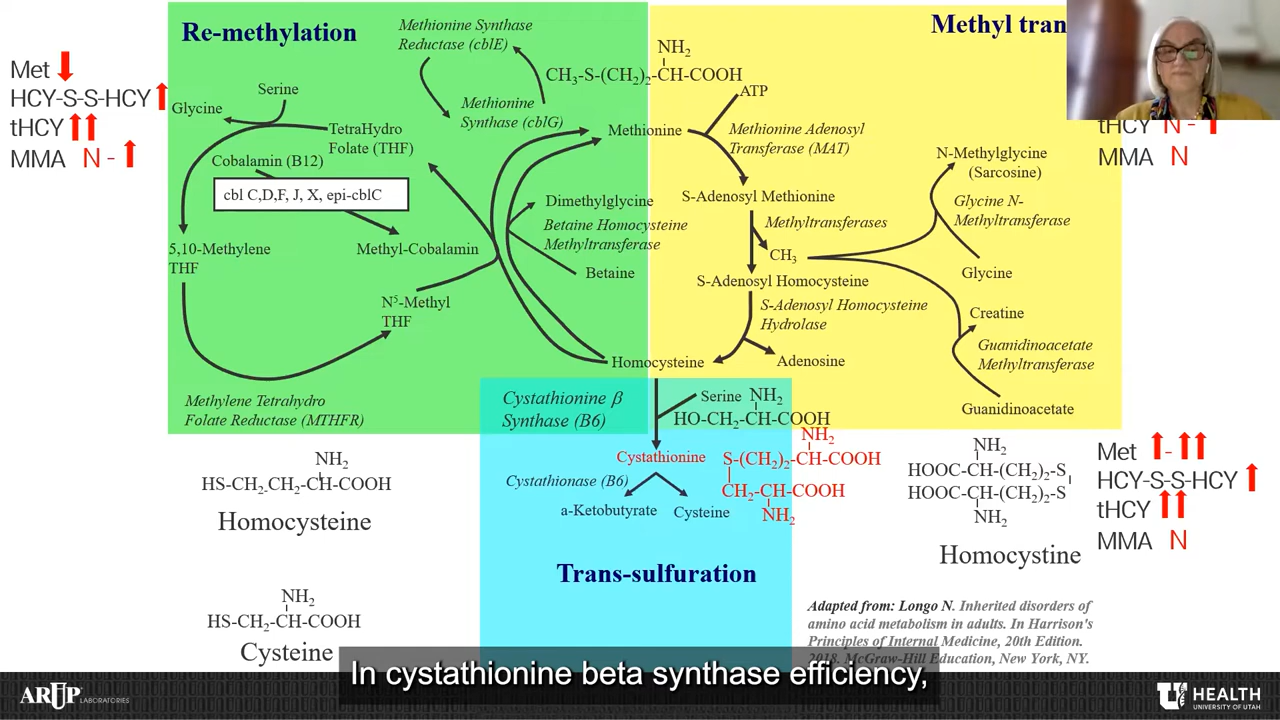 Re-methylation
Methyl tran
Met
HCY-S-S-HCY
tHCY
MMA N -
Methionine Synthase
Reductase (cblE)
Methionine
Synthase (cblG)
Serine
Glycine
TetraHydro
Folate (THF)
Cobalamin (B12)
cbl C,D,F, J, X, epi-cblC
5,10-Methylene
THF
Methyl-Cobalamin
N5-Methyl
THF
Methylene Tetrahydro
Folate Reductase (MTHFR)
Dimethylglycine
Betaine Homocysteine
Methyltransferase
Betaine
NH2
CH3-S-(CH2)2-CH-COOH
ATP
Methionine
Methionine Adenosyl
Transferase (MAT)
S-Adenosyl Methionine
Methyltransferases
CH3
S-Adenosyl Homocysteine
S-Adenosyl Homocysteine
Hydrolase
Homocysteine
Adenosine
N-Methylglycine
(Sarcosine)
Glycine N-
Methyltransferase
Glycine
Creatine
Guanidinoacetate
Methyltransferase
Guanidinoacetate
tHCY N -
MMA N
Cystathionine β
Synthase (B6)
Serine NH2
HO-CH2-CH-COOH
Cystathionine
NH2
S-(CH2)2-CH-COOH
CH2-CH-COOH
NH2
Cystathionase (B6)
a-Ketobutyrate
Cysteine
Trans-sulfuration
NH2
HS-CH2.CH2-CH-COOH
Homocysteine
NH2
HS-CH2-CH-COOH
Cysteine
NH2
HOOC-CH-(CH2)2-S
HOOC-CH-(CH2)2-S
NH2
Homocystine
Met -
HCY-S-S-HCY
tHCY
MMA N
Adapted from: Longo N. Inherited disorders of
amino acid metabolism in adults. In Harrison's
Principles of Internal Medicine, 20th Edition.
2018. McGraw-Hill Education, New York, NY.
In cystathionine beta synthase efficiency,
ARUP LABORATORIES
U HEALTH
UNIVERSITY OF UTAH